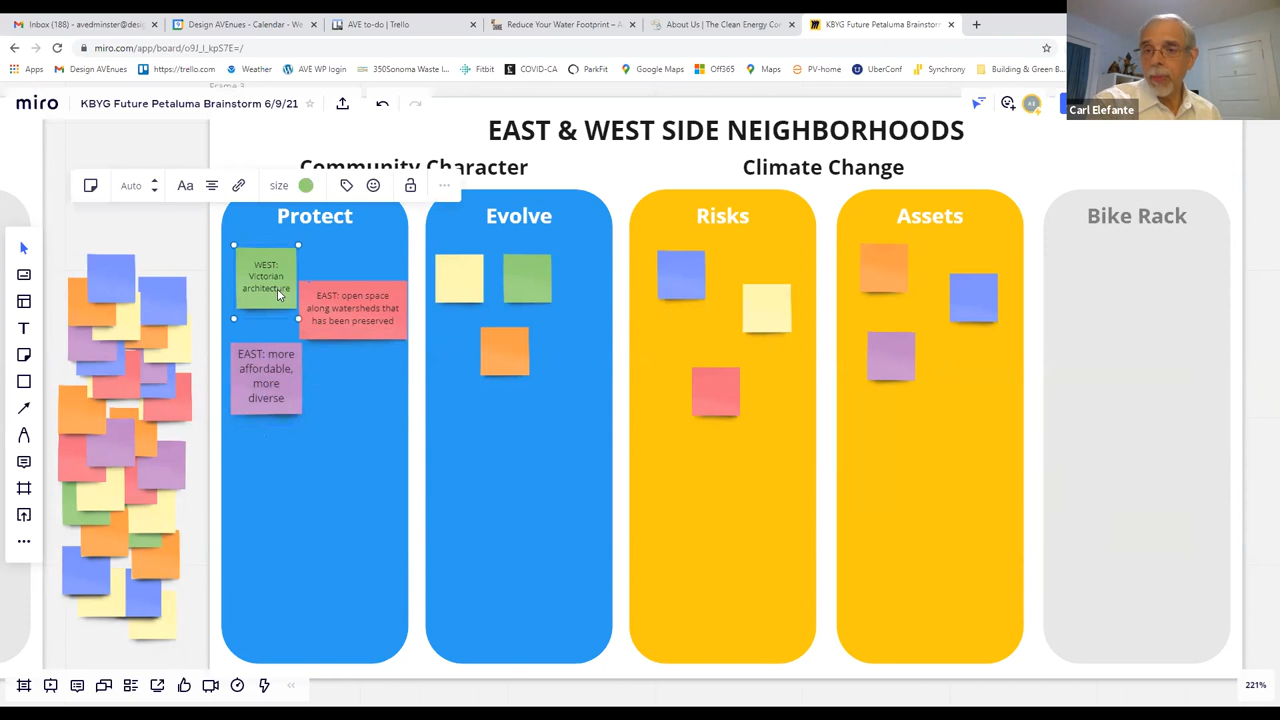 Inbox (188) - avedminster@desig
Design AVEnues - Calendar - We
AVE to-do | Trello
Reduce Your Water Footprint – A
About Us | The Clean Energy Co
KBYG Future Petaluma Brainstorm
miro.com/app/board/o9J_l_kpS7E=/
Apps
Design AVEnues
https://trello.com
Weather
AVE WP login
350Sonoma Waste I...
Fitbit
COVID-CA
ParkFit
Google Maps
Off365
Maps
PV-home
UberConf
Synchrony
Building & Green B
Carl Elefante
Frame 3
miro
KBYG Future Petaluma Brainstorm 6/9/21
AE
EAST & WEST SIDE NEIGHBORHOODS
Community Character
Climate Change
Auto
Aa
size
Protect
Evolve
Risks
Assets
Bike Rack
WEST:
Victorian
architecture
EAST: open space
along watersheds that
has been preserved
EAST: more
affordable,
more
diverse
221%